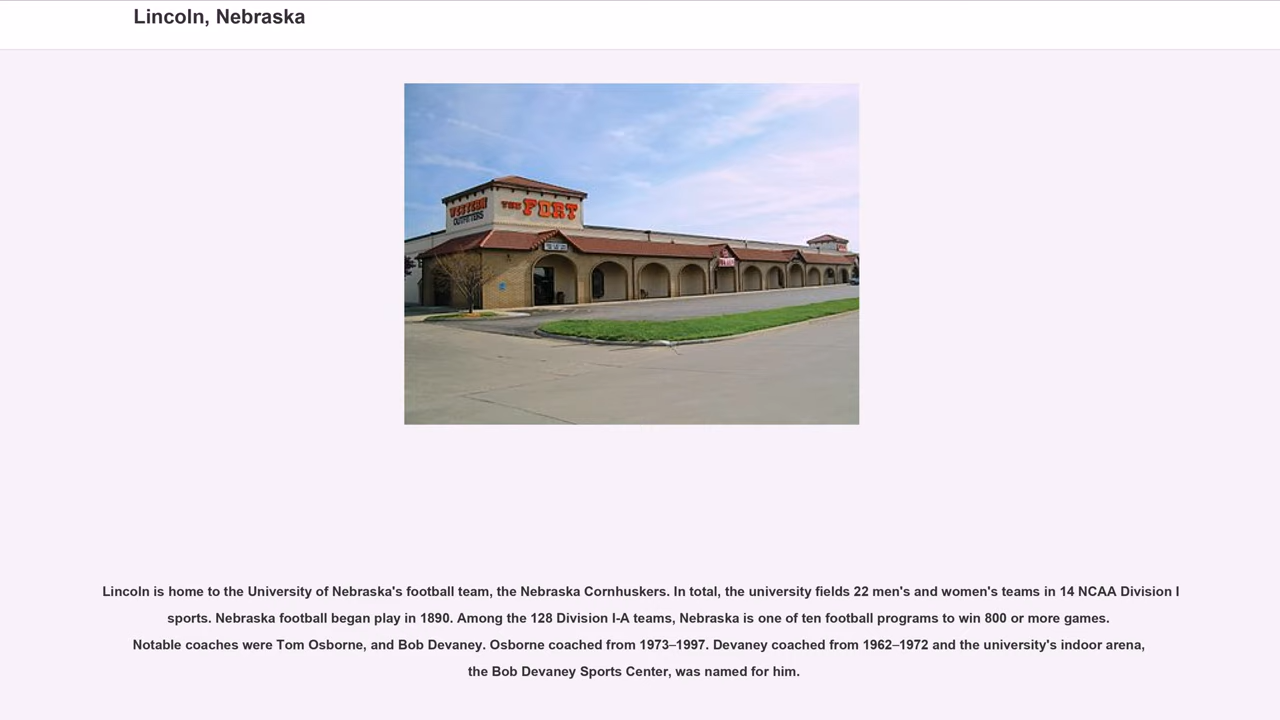 Lincoln, Nebraska
WESTERN
OUTFITTERS
THE FORT
Lincoln is home to the University of Nebraska's football team, the Nebraska Cornhuskers. In total, the university fields 22 men's and women's teams in 14 NCAA Division I
sports. Nebraska football began play in 1890. Among the 128 Division I-A teams, Nebraska is one of ten football programs to win 800 or more games.
Notable coaches were Tom Osborne, and Bob Devaney. Osborne coached from 1973–1997. Devaney coached from 1962–1972 and the university's indoor arena,
the Bob Devaney Sports Center, was named for him.